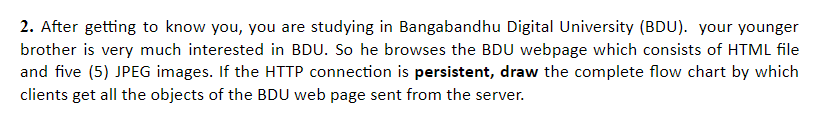 2. After getting to know you, you are studying in Bangabandhu Digital University (BDU). your younger
brother is very much interested in BDU. So he browses the BDU webpage which consists of HTML file
and five (5) JPEG images. If the HTTP connection is persistent, draw the complete flow chart by which
clients get all the objects of the BDU web page sent from the server.